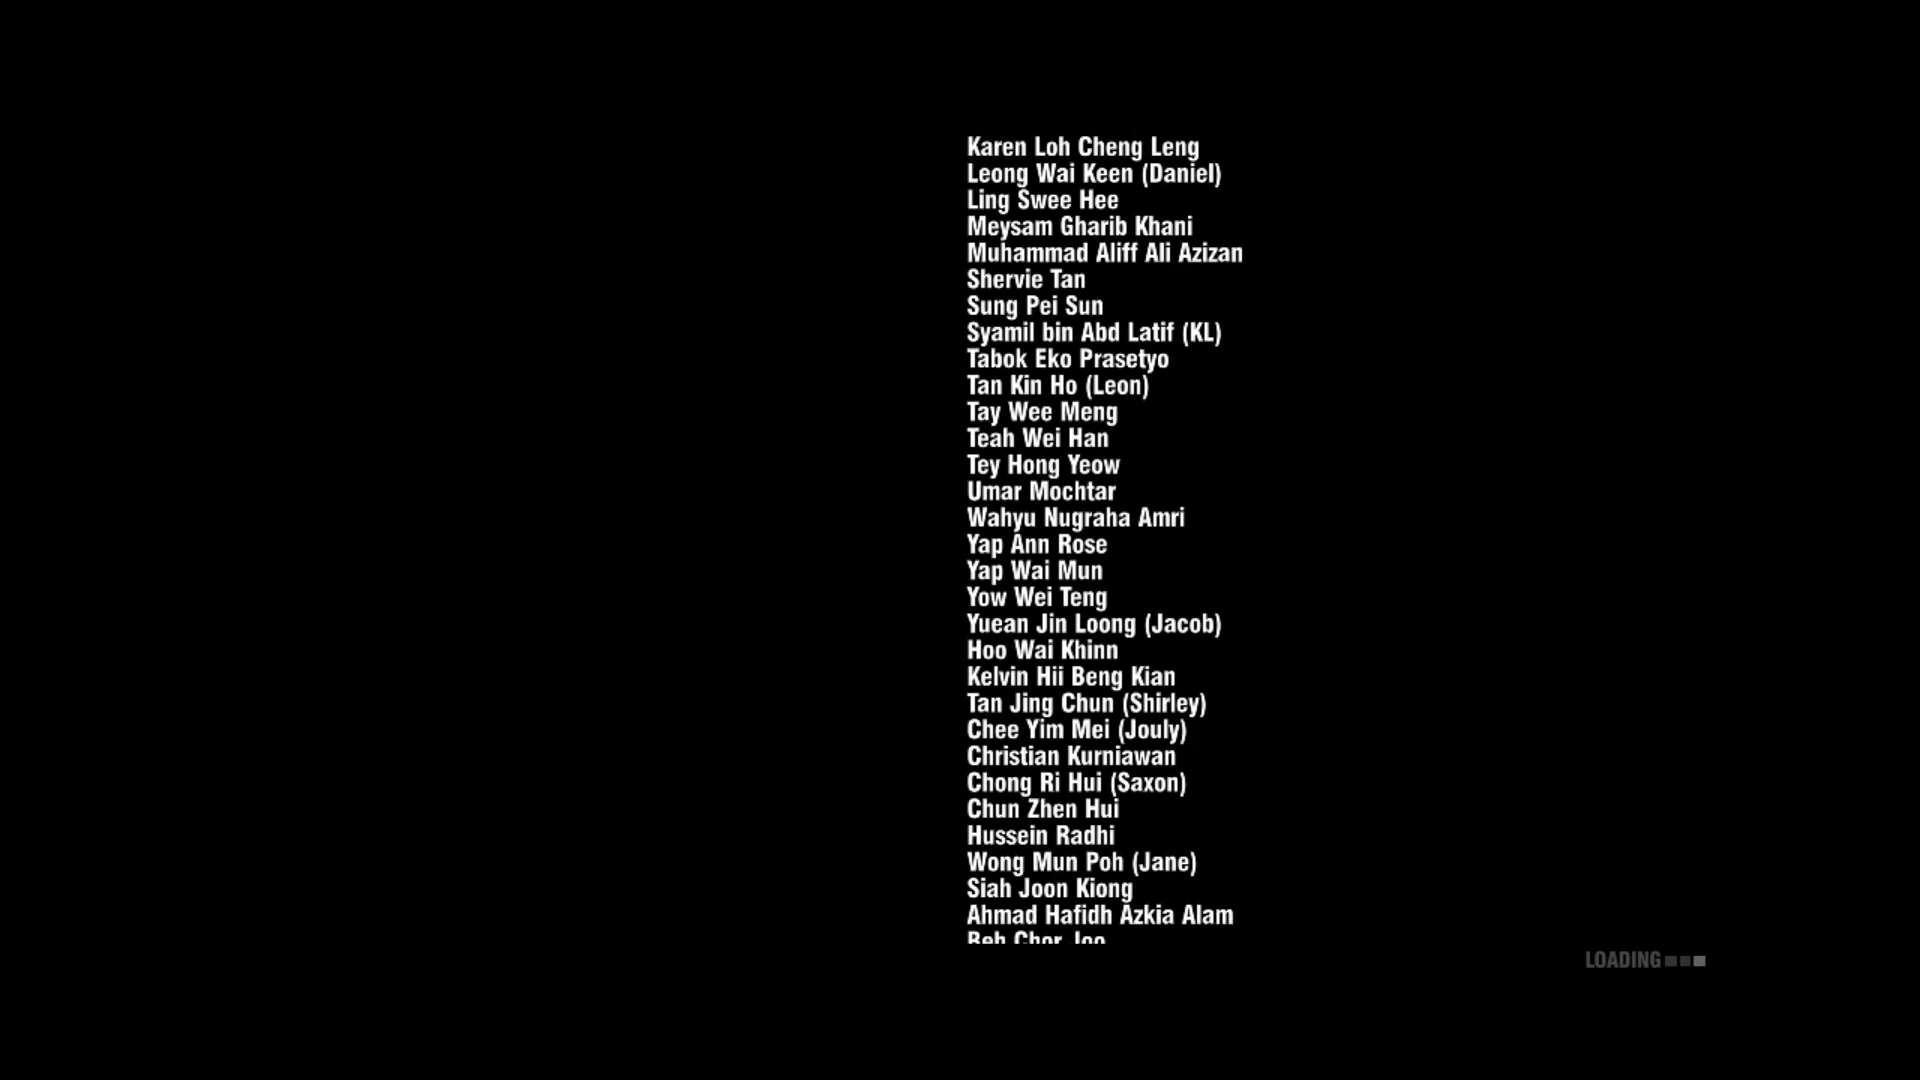 Karen Loh Cheng Leng
Leong Wai Keen (Daniel)
Ling Swee Hee
Meysam Gharib Khani
Muhammad Aliff Ali Azizan
Shervie Tan
Sung Pei Sun
Syamil bin Abd Latif (KL)
Tabok Eko Prasetyo
Tan Kin Ho (Leon)
Tay Wee Meng
Teah Wei Han
Tey Hong Yeow
Umar Mochtar
Wahyu Nugraha Amri
Yap Ann Rose
Yap Wai Mun
Yow Wei Teng
Yuean Jin Loong (Jacob)
Hoo Wai Khinn
Kelvin Hii Beng Kian
Tan Jing Chun (Shirley)
Chee Yim Mei (Jouly)
Christian Kurniawan
Chong Ri Hui (Saxon)
Chun Zhen Hui
Hussein Radhi
Wong Mun Poh (Jane)
Siah Joon Kiong
Ahmad Hafidh Azkia Alam
Beh Chor Joo
LOADING